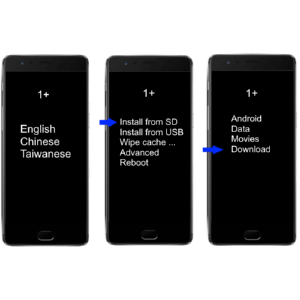 1+
English
Chinese
Taiwanese
1+
Install from SD
Install from USB
Wipe cache ...
Advanced
Reboot
1+
Android
Data
Movies
Download